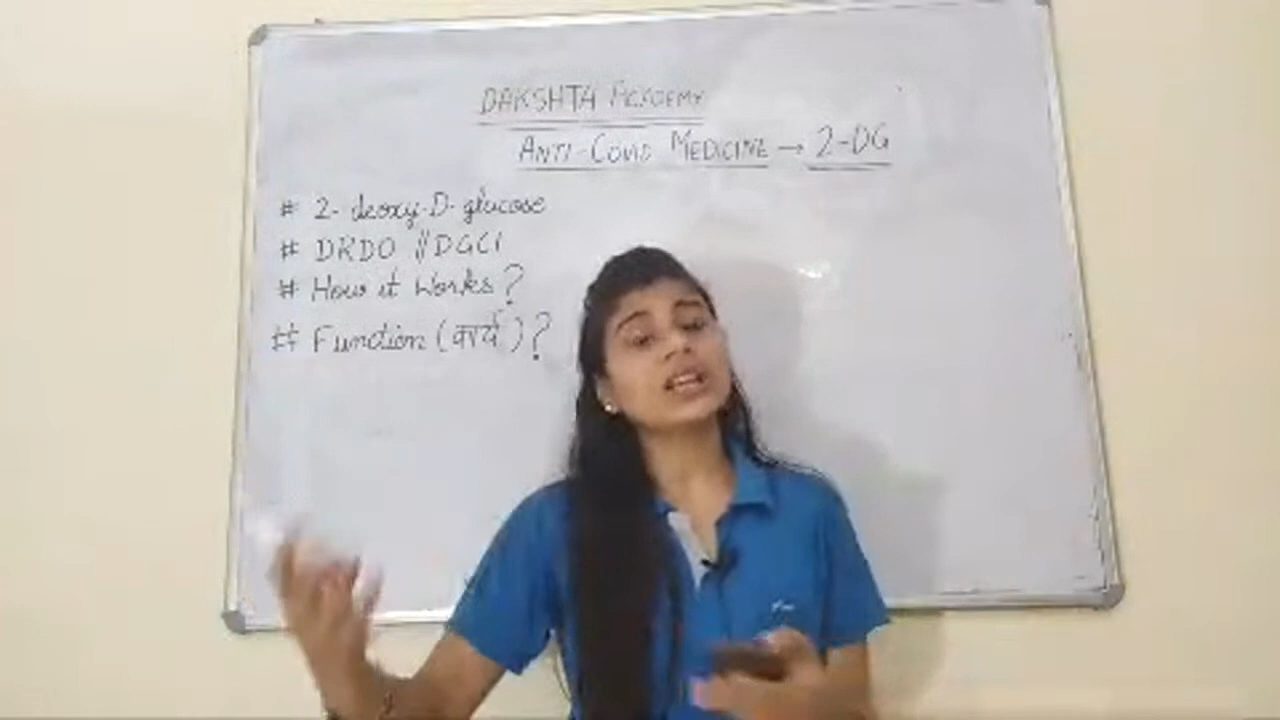 DAKSHTA ACADEMY
ANTI-COVID MEDICINE → 2-DG
# 2-deoxy-D-glucose
# DRDO // DGCI
# How it Works?
# Function (कार्य)?